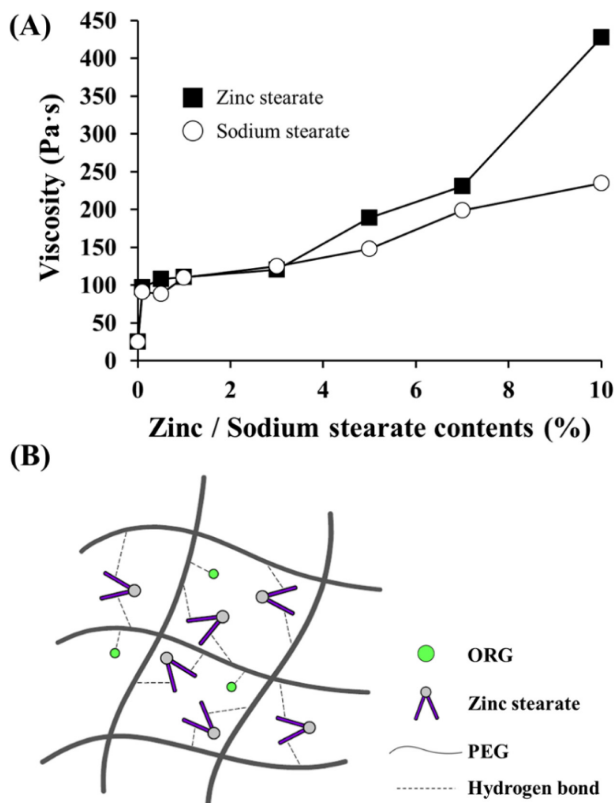 (A)
450
400
350
300
250
200
150
100
50
0
Viscosity (Pa·s)
Zinc stearate
Sodium stearate
0 2 4 6 8 10
Zinc / Sodium stearate contents (%)
(B)
ORG
Zinc stearate
PEG
Hydrogen bond